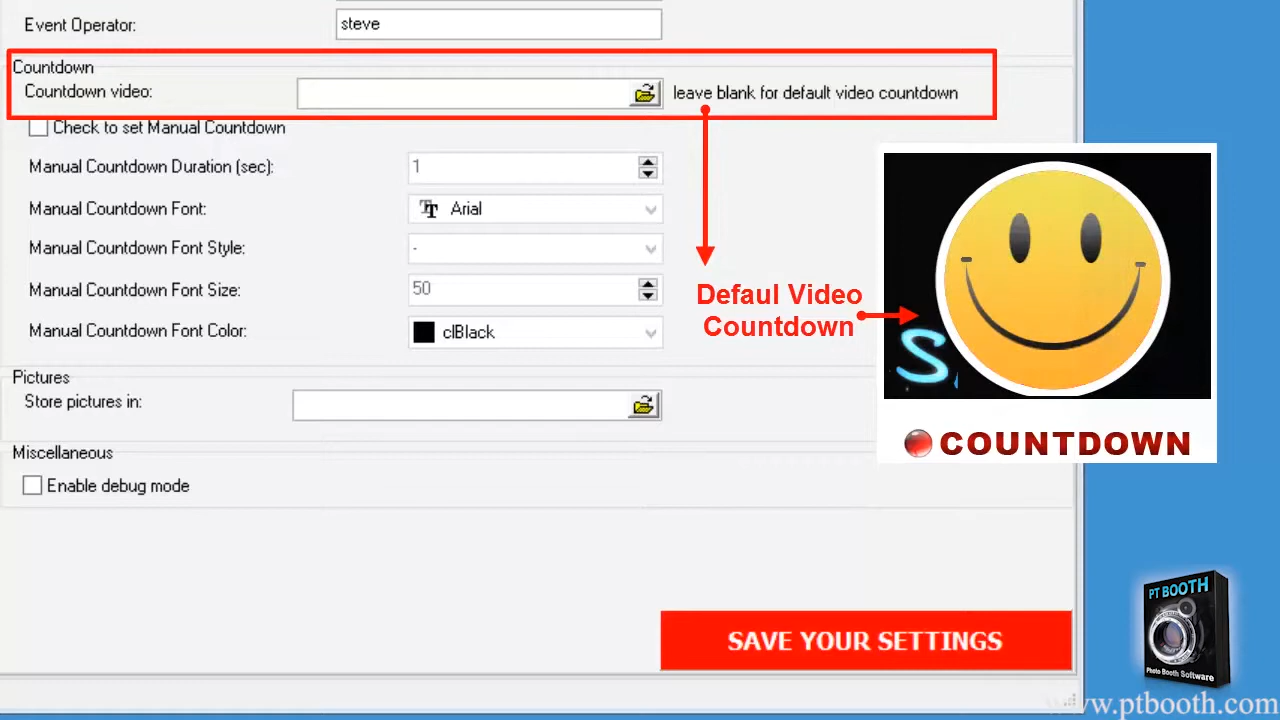 Event Operator:
steve
Countdown
Countdown video:
leave blank for default video countdown
Check to set Manual Countdown
Manual Countdown Duration (sec):
1
Manual Countdown Font:
Arial
Manual Countdown Font Style:
-
Manual Countdown Font Size:
50
Manual Countdown Font Color:
clBlack
Defaul Video
Countdown
S
COUNTDOWN
Pictures
Store pictures in:
Miscellaneous
Enable debug mode
SAVE YOUR SETTINGS
PT BOOTH
Photo Booth Software
www.ptbooth.com